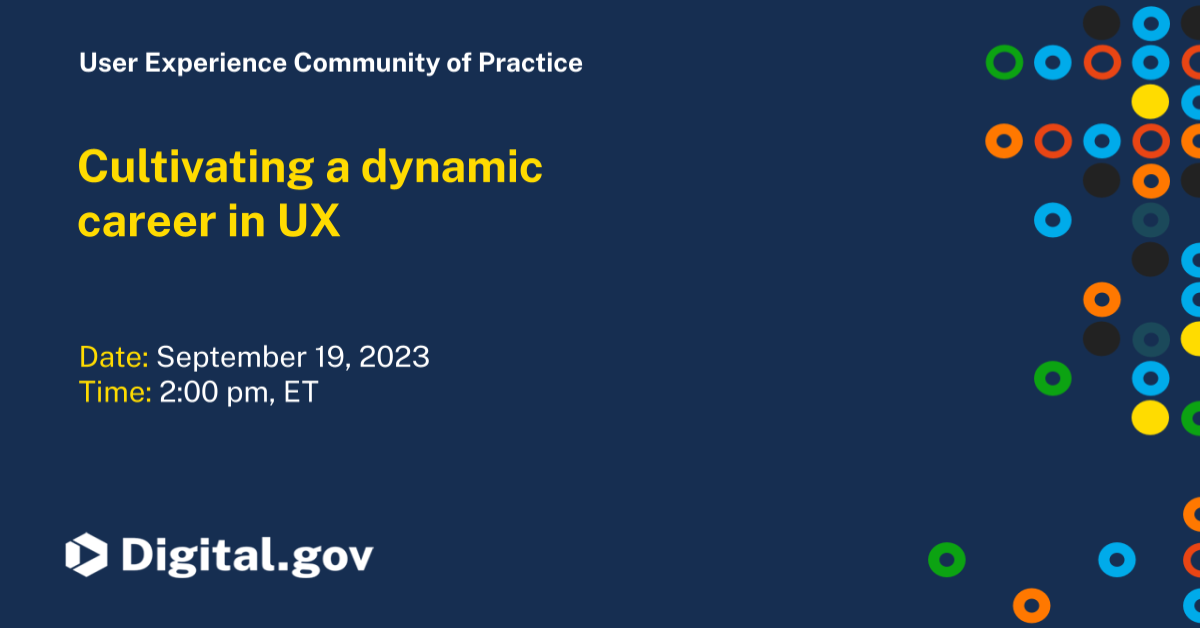 User Experience Community of Practice
Cultivating a dynamic
career in UX
Date: September 19, 2023
Time: 2:00 pm, ET
Digital.gov